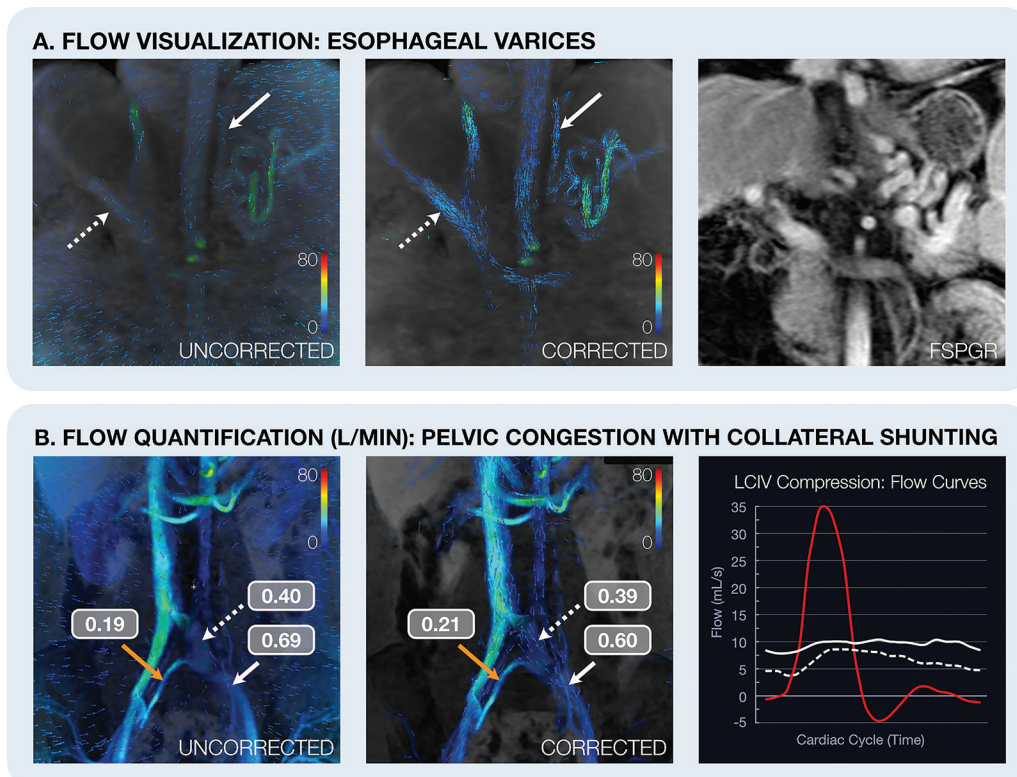 A. FLOW VISUALIZATION: ESOPHAGEAL VARICES
80
0
UNCORRECTED
80
0
CORRECTED
FSPGR
B. FLOW QUANTIFICATION (L/MIN): PELVIC CONGESTION WITH COLLATERAL SHUNTING
80
0
0.40
0.19
0.69
UNCORRECTED
80
0
0.39
0.21
0.60
CORRECTED
LCIV Compression: Flow Curves
35
30
25
20
15
10
5
0
-5
Flow (mL/s)
Cardiac Cycle (Time)